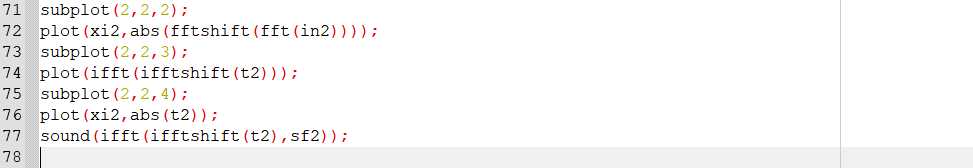 71 subplot(2,2,2);
72 plot(xi2,abs(fftshift(fft(in2))));
73 subplot(2,2,3);
74 plot(ifft(ifftshift(t2)));
75 subplot(2,2,4);
76 plot(xi2,abs(t2));
77 sound(ifft(ifftshift(t2),sf2));
78